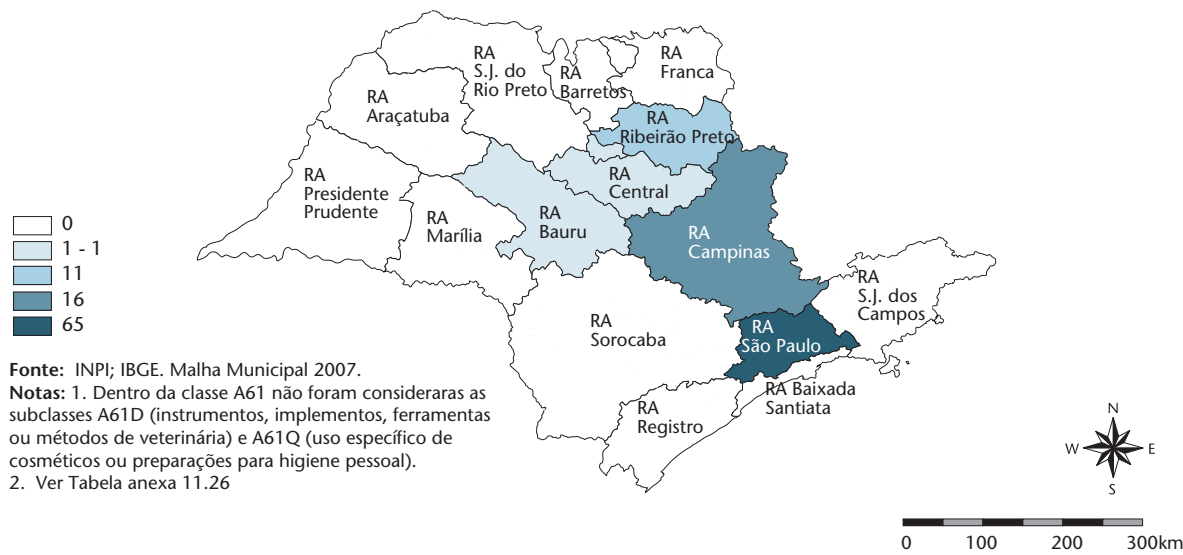 RA
S.J. do
Rio Preto
RA
Barretos
RA
Franca
RA
Araçatuba
RA
Ribeirão Preto
RA
Presidente
Prudente
RA
Marília
RA
Bauru
RA
Central
RA
Campinas
RA
S.J. dos
Campos
RA
Sorocaba
RA
São Paulo
RA Baixada
Santiata
RA
Registro
0
1 - 1
11
16
65
Fonte: INPI; IBGE. Malha Municipal 2007.
Notas: 1. Dentro da classe A61 não foram consideraras as
subclasses A61D (instrumentos, implementos, ferramentas
ou métodos de veterinária) e A61Q (uso específico de
cosméticos ou preparações para higiene pessoal).
2. Ver Tabela anexa 11.26
N
W E
S
0 100 200 300km